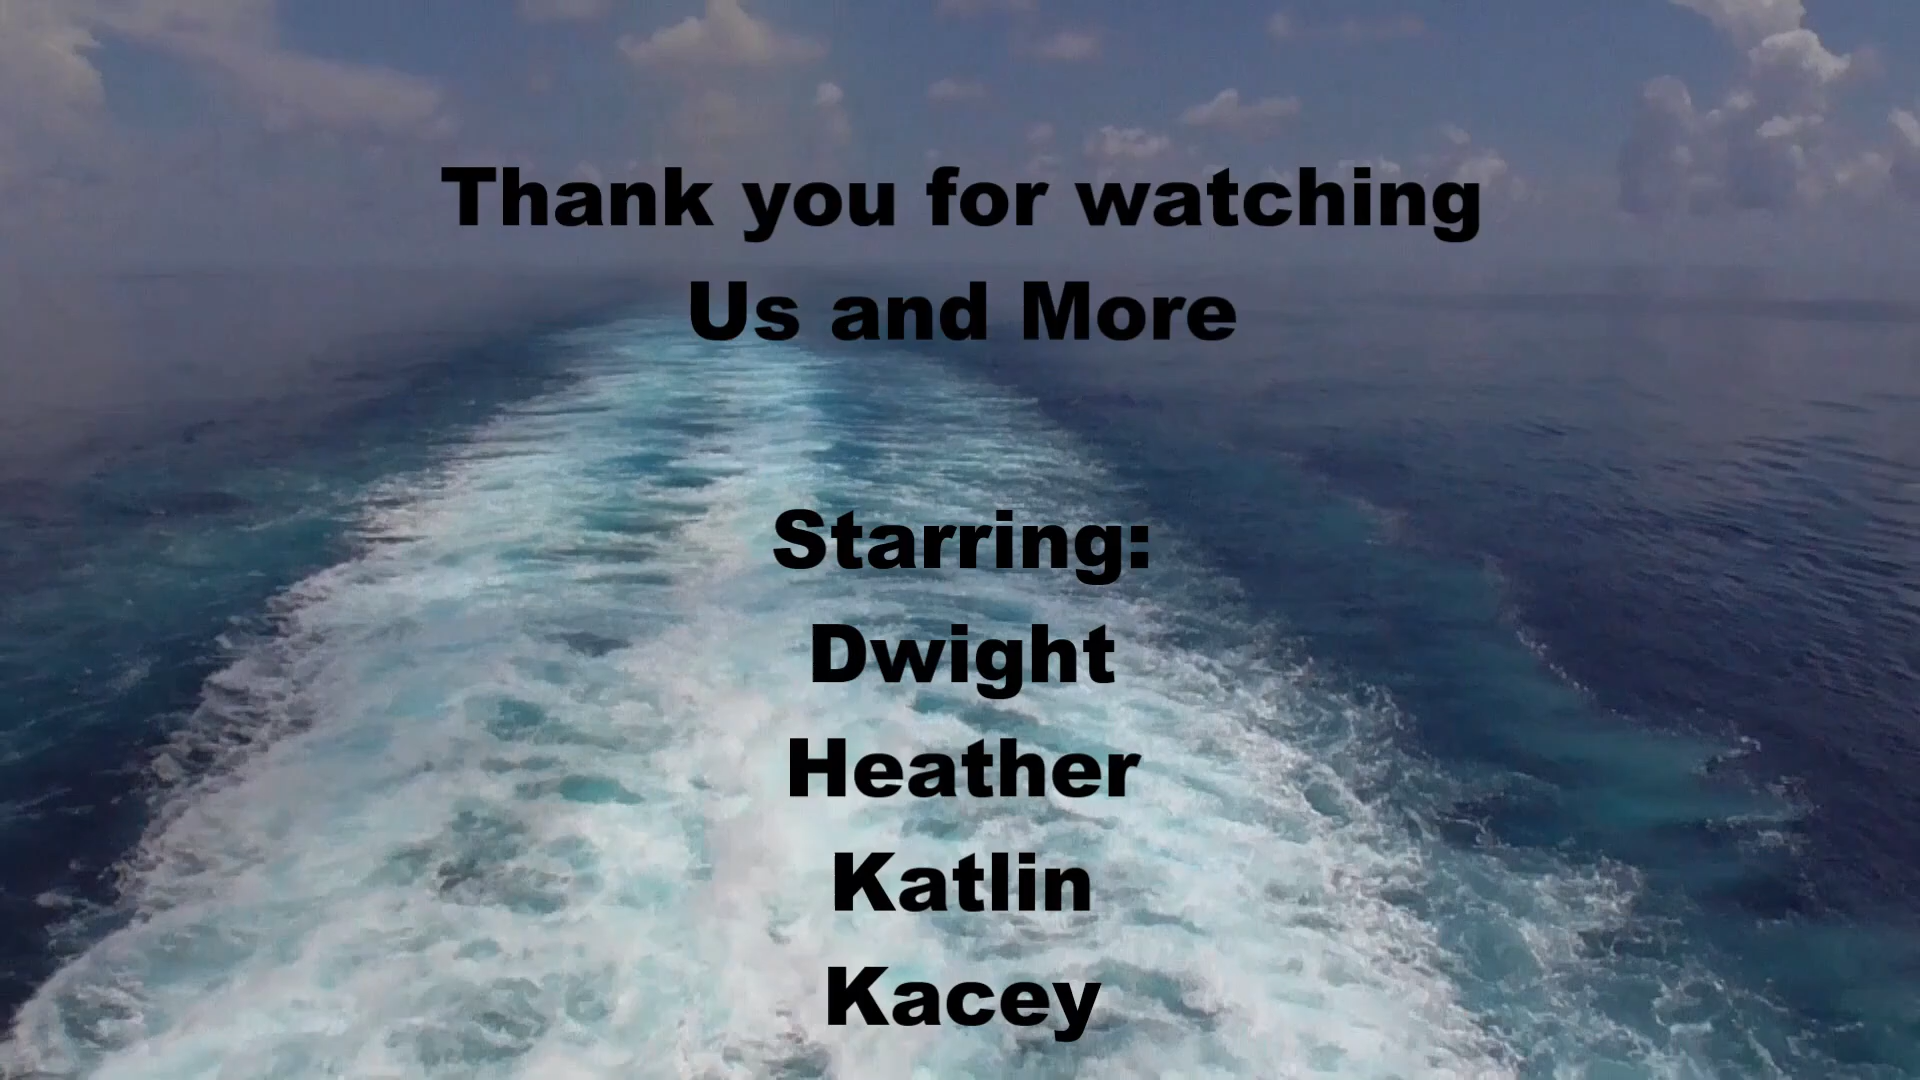 Thank you for watching
Us and More
Starring:
Dwight
Heather
Katlin
Kacey